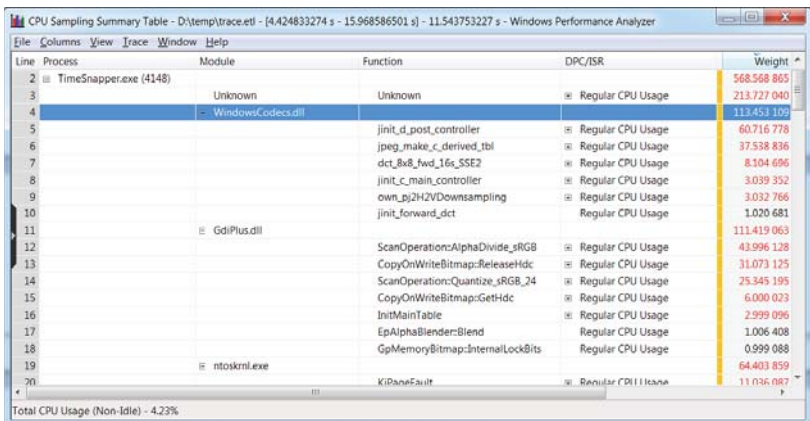 CPU Sampling Summary Table - D:\temp\trace.etl - [4.424833274 s - 15.968586501 s] - 11.543753227 s - Windows Performance Analyzer
File Columns View Trace Window Help
Line Process Module Function DPC/ISR Weight
2 TimeSnapper.exe (4148) 568.568 865
3 Unknown Unknown Regular CPU Usage 213.727 040
4 WindowsCodecs.dll 113.453 109
5 jinit_d_post_controller Regular CPU Usage 60.716 778
6 jpeg_make_c_derived_tbl Regular CPU Usage 37.538 836
7 dct_8x8_fwd_16s_SSE2 Regular CPU Usage 8.104 696
8 jinit_c_main_controller Regular CPU Usage 3.039 352
9 own_pj2H2VDownsampling Regular CPU Usage 3.032 766
10 jinit_forward_dct Regular CPU Usage 1.020 681
11 GdiPlus.dll 111.419 063
12 ScanOperation::AlphaDivide_sRGB Regular CPU Usage 43.996 128
13 CopyOnWriteBitmap::ReleaseHdc Regular CPU Usage 31.073 125
14 ScanOperation::Quantize_sRGB_24 Regular CPU Usage 25.345 195
15 CopyOnWriteBitmap::GetHdc Regular CPU Usage 6.000 023
16 InitMainTable Regular CPU Usage 2.999 096
17 EpAlphaBlender::Blend Regular CPU Usage 1.006 408
18 GpMemoryBitmap::InternalLockBits Regular CPU Usage 0.999 088
19 ntoskrnl.exe 64.403 859
20 KiPageFault Regular CPU Usage 11.036 087
Total CPU Usage (Non-Idle) - 4.23%